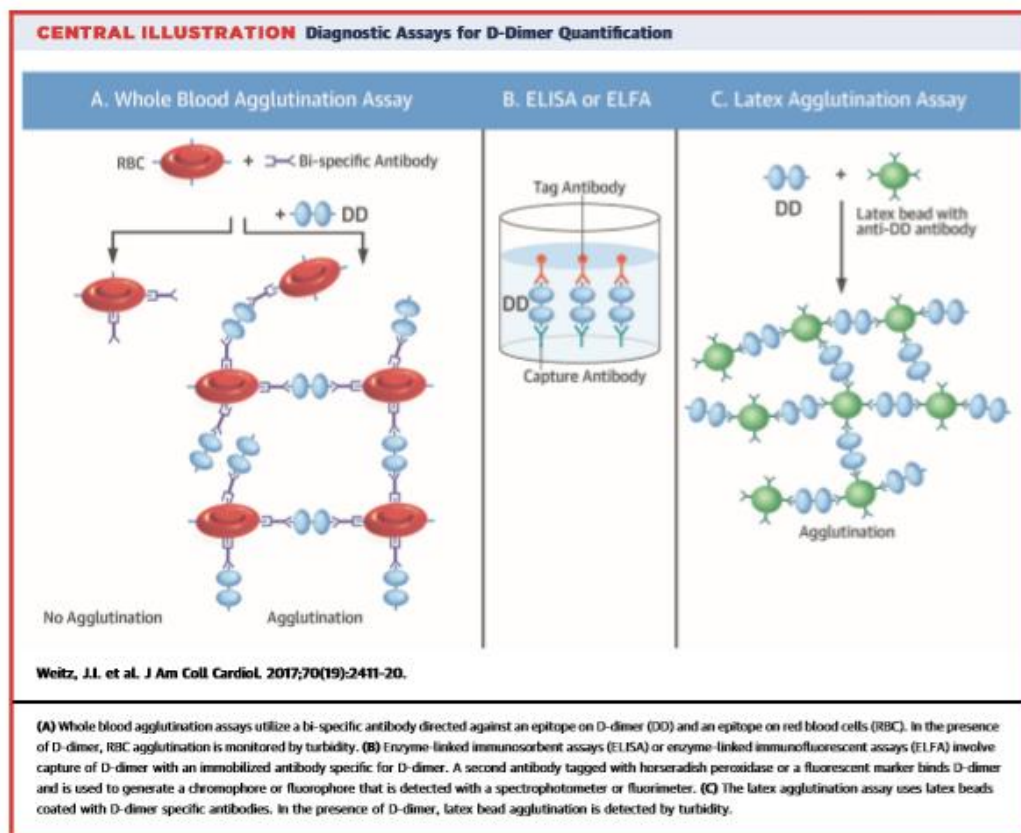 CENTRAL ILLUSTRATION Diagnostic Assays for D-Dimer Quantification
A. Whole Blood Agglutination Assay
B. ELISA or ELFA
C. Latex Agglutination Assay
RBC
+
Bi-specific Antibody
+
DD
No Agglutination
Agglutination
Tag Antibody
DD
Capture Antibody
DD
+
Latex bead with
anti-DD antibody
Agglutination
Weitz, J.I. et al. J Am Coll Cardiol. 2017;70(19):2411-20.
(A) Whole blood agglutination assays utilize a bi-specific antibody directed against an epitope on D-dimer (DD) and an epitope on red blood cells (RBC). In the presence
of D-dimer, RBC agglutination is monitored by turbidity. (B) Enzyme-linked immunosorbent assays (ELISA) or enzyme-linked immunofluorescent assays (ELFA) involve
capture of D-dimer with an immobilized antibody specific for D-dimer. A second antibody tagged with horseradish peroxidase or a fluorescent marker binds D-dimer
and is used to generate a chromophore or fluorophore that is detected with a spectrophotometer or fluorimeter. (C) The latex agglutination assay uses latex beads
coated with D-dimer specific antibodies. In the presence of D-dimer, latex bead agglutination is detected by turbidity.